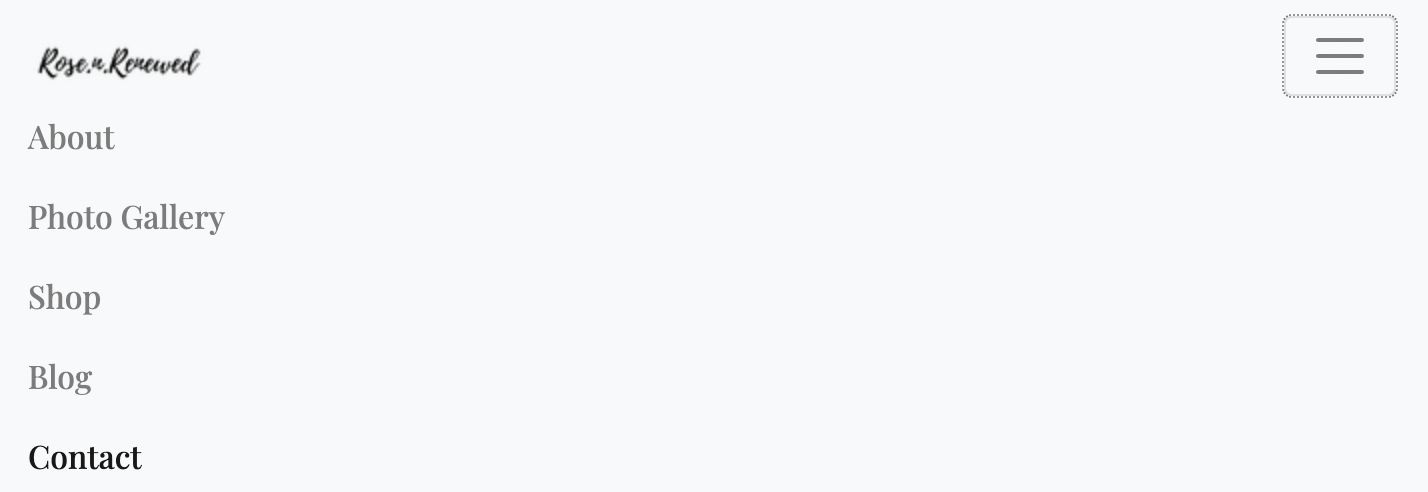 Rose.n.Renewed
About
Photo Gallery
Shop
Blog
Contact